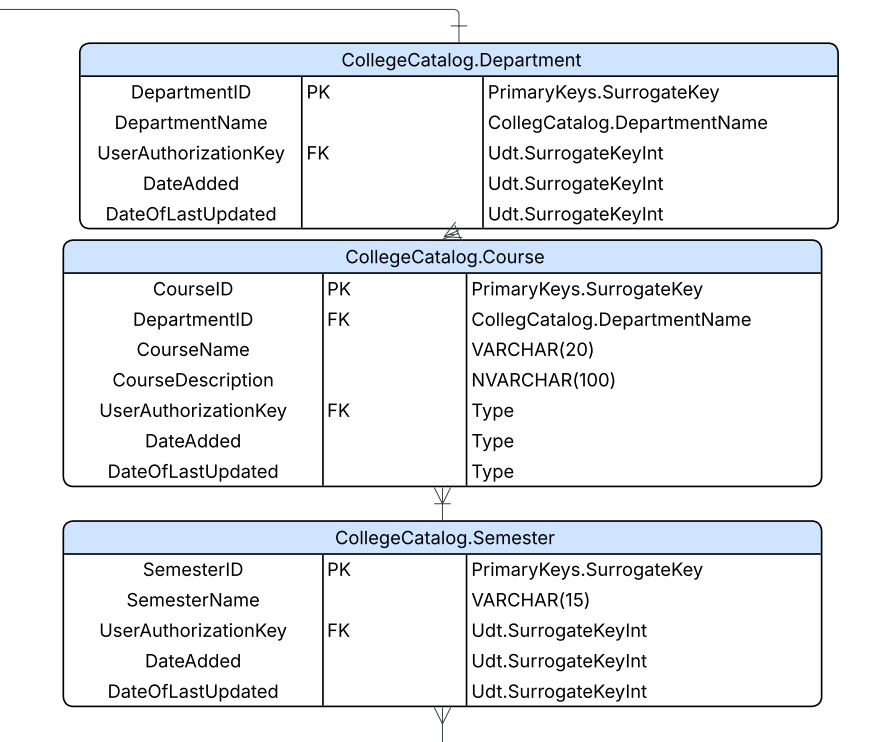 CollegeCatalog.Department
DepartmentID PK PrimaryKeys.SurrogateKey
DepartmentName CollegCatalog.DepartmentName
UserAuthorizationKey FK Udt.SurrogateKeyInt
DateAdded Udt.SurrogateKeyInt
DateOfLastUpdated Udt.SurrogateKeyInt
CollegeCatalog.Course
CourseID PK PrimaryKeys.SurrogateKey
DepartmentID FK CollegCatalog.DepartmentName
CourseName VARCHAR(20)
CourseDescription NVARCHAR(100)
UserAuthorizationKey FK Type
DateAdded Type
DateOfLastUpdated Type
CollegeCatalog.Semester
SemesterID PK PrimaryKeys.SurrogateKey
SemesterName VARCHAR(15)
UserAuthorizationKey FK Udt.SurrogateKeyInt
DateAdded Udt.SurrogateKeyInt
DateOfLastUpdated Udt.SurrogateKeyInt